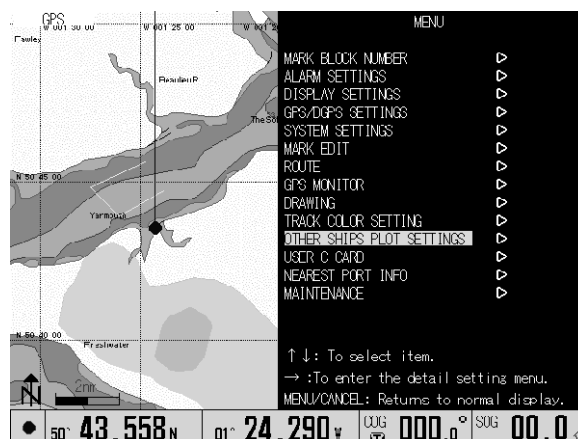 GPS
W 001 30 00
W 001 25 00
W 001 2
Fawley
Beaulieu R
The So
N 50 45 00
Yarmouth
N 50 30 00
Freshwater
N
2nm
MENU
MARK BLOCK NUMBER
ALARM SETTINGS
DISPLAY SETTINGS
GPS/DGPS SETTINGS
SYSTEM SETTINGS
MARK EDIT
ROUTE
GPS MONITOR
DRAWING
TRACK COLOR SETTING
OTHER SHIPS PLOT SETTINGS
USER C CARD
NEAREST PORT INFO
MAINTENANCE
↑↓: To select item.
→ :To enter the detail setting menu.
MENU/CANCEL: Returns to normal display.
50° 43.558 N 01° 24.290 W COG T 000.0° SOG 00.0